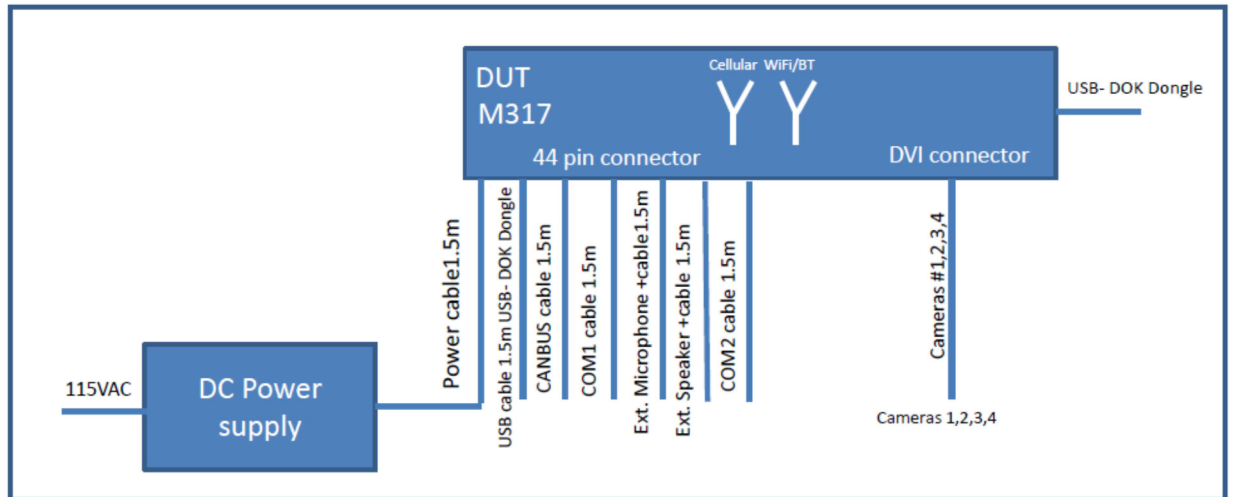 Cellular WiFi/BT
DUT
M317
USB- DOK Dongle
44 pin connector
DVI connector
Power cable1.5m
USB cable 1.5m USB- DOK Dongle
CANBUS cable 1.5m
COM1 cable 1.5m
Ext. Microphone +cable1.5m
Ext. Speaker +cable 1.5m
COM2 cable 1.5m
Cameras #1,2,3,4
115VAC
DC Power
supply
Cameras 1,2,3,4